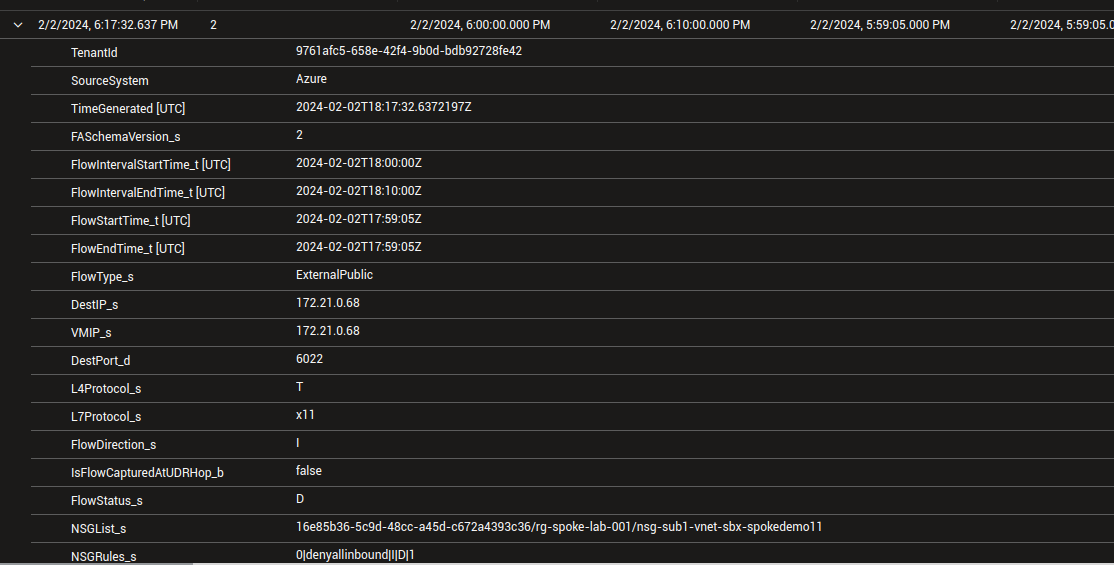 2/2/2024, 6:17:32.637 PM 2 2/2/2024, 6:00:00.000 PM 2/2/2024, 6:10:00.000 PM 2/2/2024, 5:59:05.000 PM 2/2/2024, 5:59:05.0
TenantId 9761afc5-658e-42f4-9b0d-bdb92728fe42
SourceSystem Azure
TimeGenerated [UTC] 2024-02-02T18:17:32.6372197Z
FASchemaVersion_s 2
FlowIntervalStartTime_t [UTC] 2024-02-02T18:00:00Z
FlowIntervalEndTime_t [UTC] 2024-02-02T18:10:00Z
FlowStartTime_t [UTC] 2024-02-02T17:59:05Z
FlowEndTime_t [UTC] 2024-02-02T17:59:05Z
FlowType_s ExternalPublic
DestIP_s 172.21.0.68
VMIP_s 172.21.0.68
DestPort_d 6022
L4Protocol_s T
L7Protocol_s x11
FlowDirection_s I
IsFlowCapturedAtUDRHop_b false
FlowStatus_s D
NSGList_s 16e85b36-5c9d-48cc-a45d-c672a4393c36/rg-spoke-lab-001/nsg-sub1-vnet-sbx-spokedemo11
NSGRules_s 0|denyallinbound|I|D|1